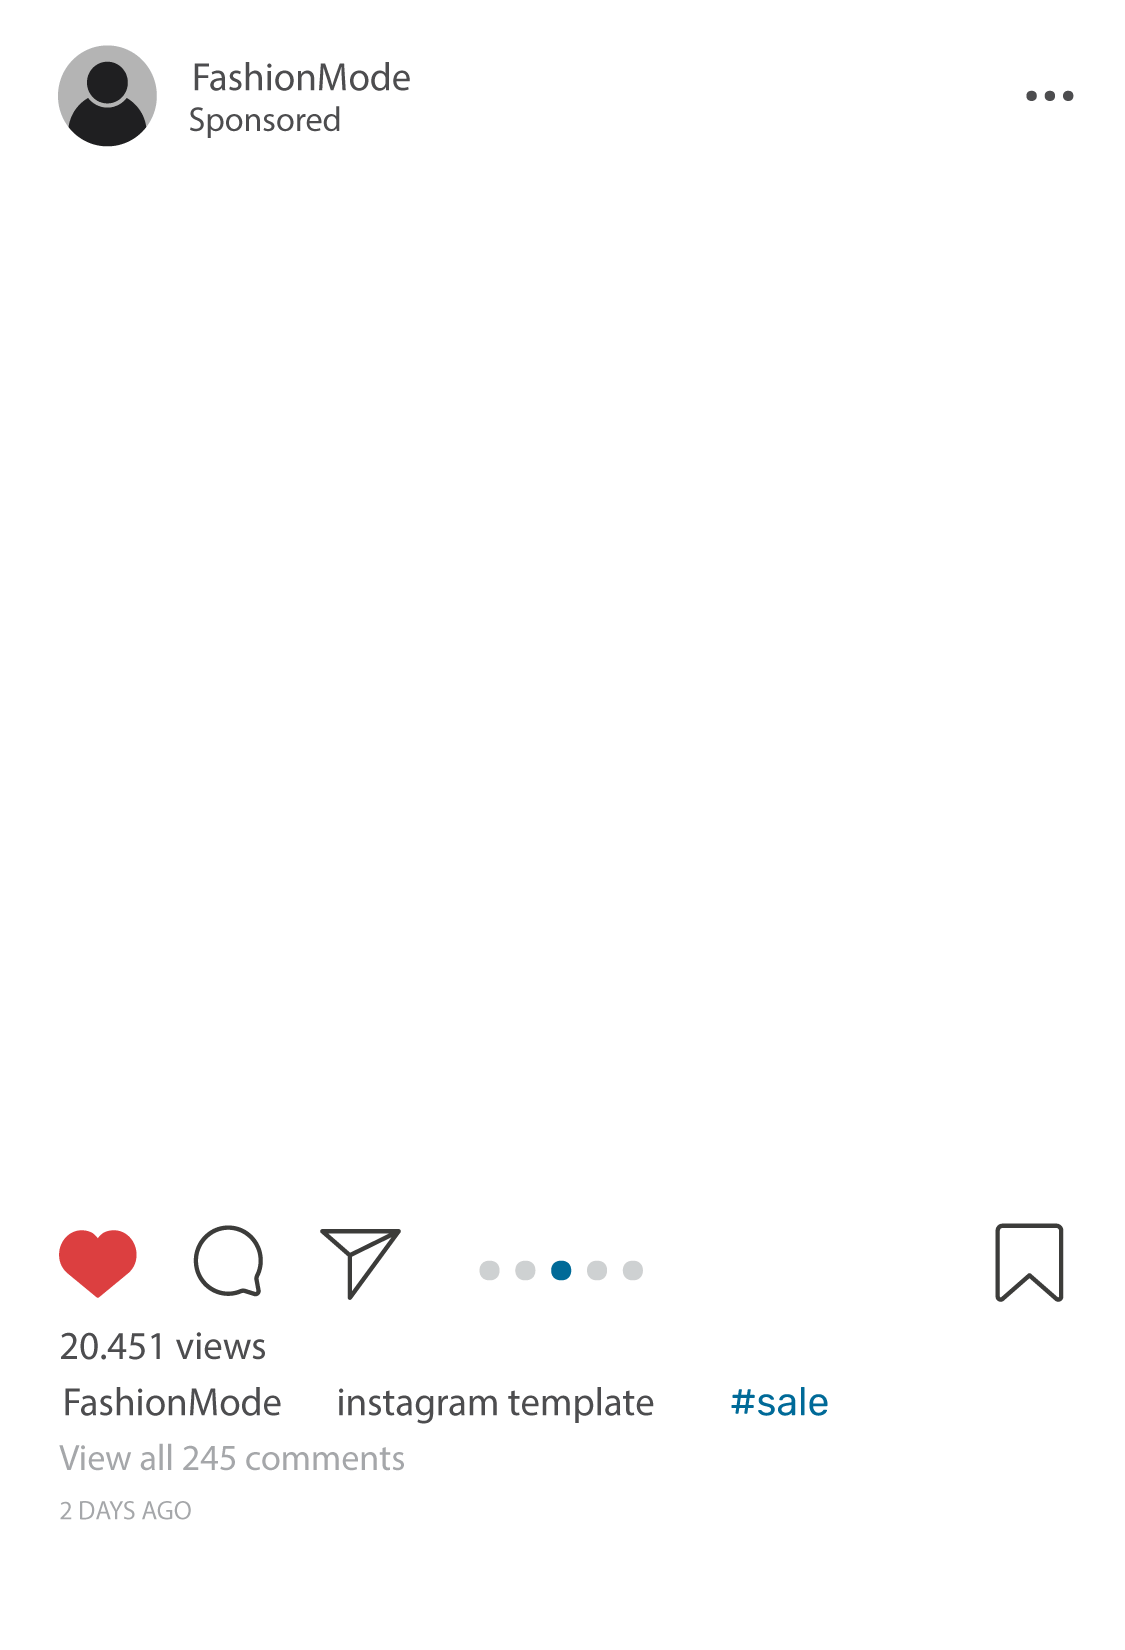 FashionMode
Sponsored
20.451 views
FashionMode instagram template #sale
View all 245 comments
2 DAYS AGO